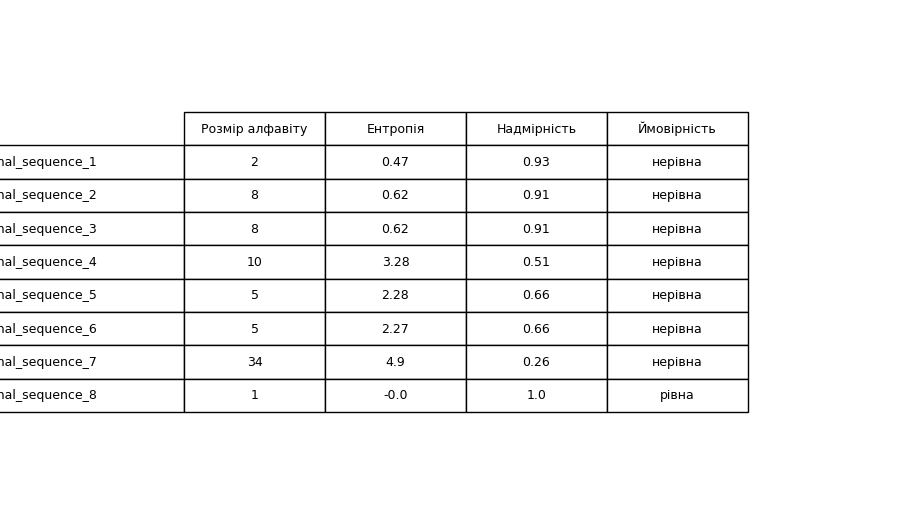 Розмір алфавіту Ентропія Надмірність Ймовірність
nal_sequence_1 2 0.47 0.93 нерівна
nal_sequence_2 8 0.62 0.91 нерівна
nal_sequence_3 8 0.62 0.91 нерівна
nal_sequence_4 10 3.28 0.51 нерівна
nal_sequence_5 5 2.28 0.66 нерівна
nal_sequence_6 5 2.27 0.66 нерівна
nal_sequence_7 34 4.9 0.26 нерівна
nal_sequence_8 1 -0.0 1.0 рівна